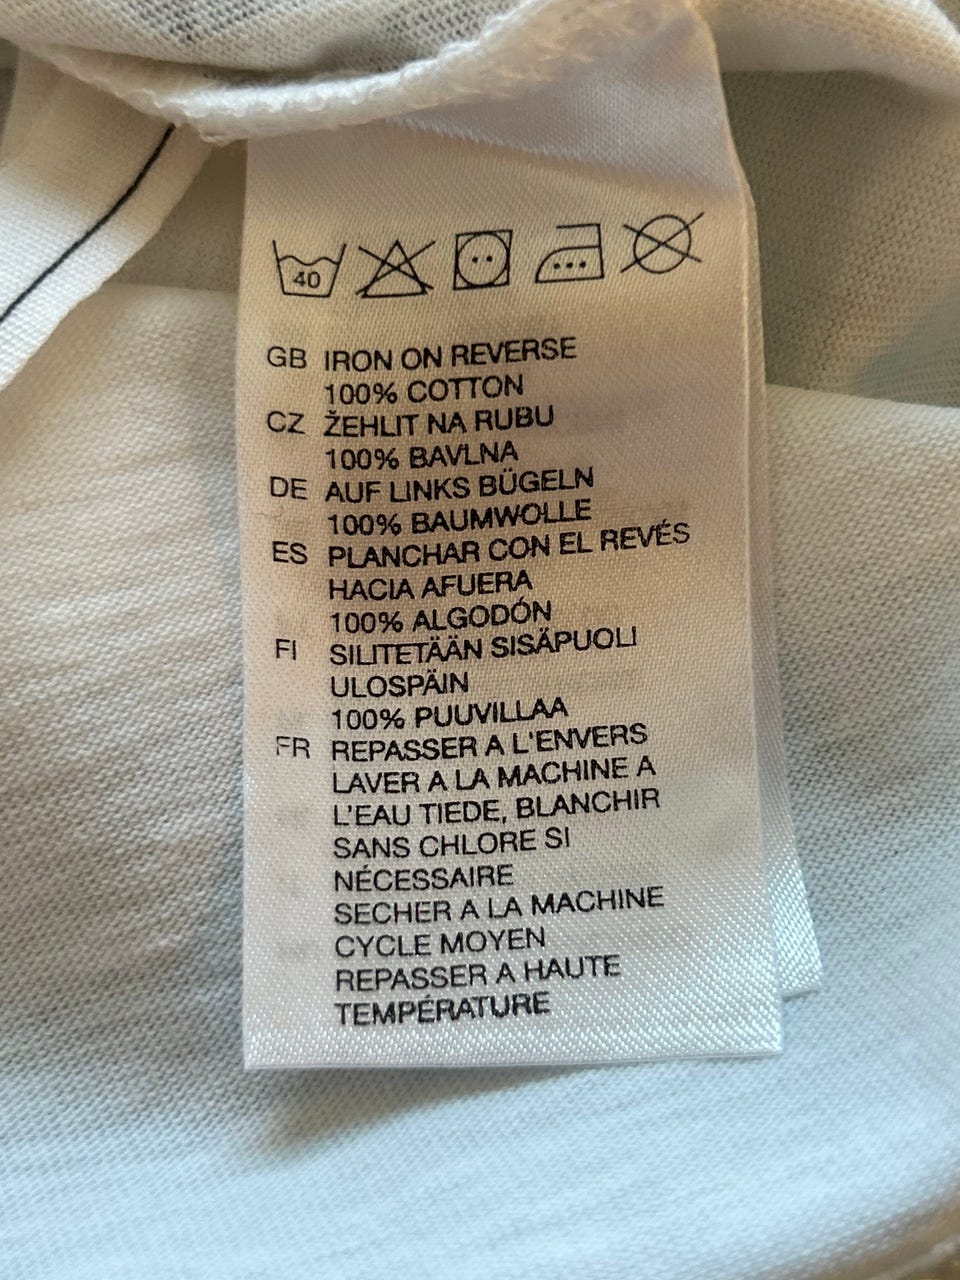 40
GB IRON ON REVERSE
100% COTTON
CZ ŽEHLIT NA RUBU
100% BAVLNA
DE AUF LINKS BÜGELN
100% BAUMWOLLE
ES PLANCHAR CON EL REVÉS
HACIA AFUERA
100% ALGODÓN
FI SILITETÄÄN SISÄPUOLI
ULOSPÄIN
100% PUUVILLAA
FR REPASSER A L'ENVERS
LAVER A LA MACHINE A
L'EAU TIEDE, BLANCHIR
SANS CHLORE SI
NÉCESSAIRE
SECHER A LA MACHINE
CYCLE MOYEN
REPASSER A HAUTE
TEMPÉRATURE